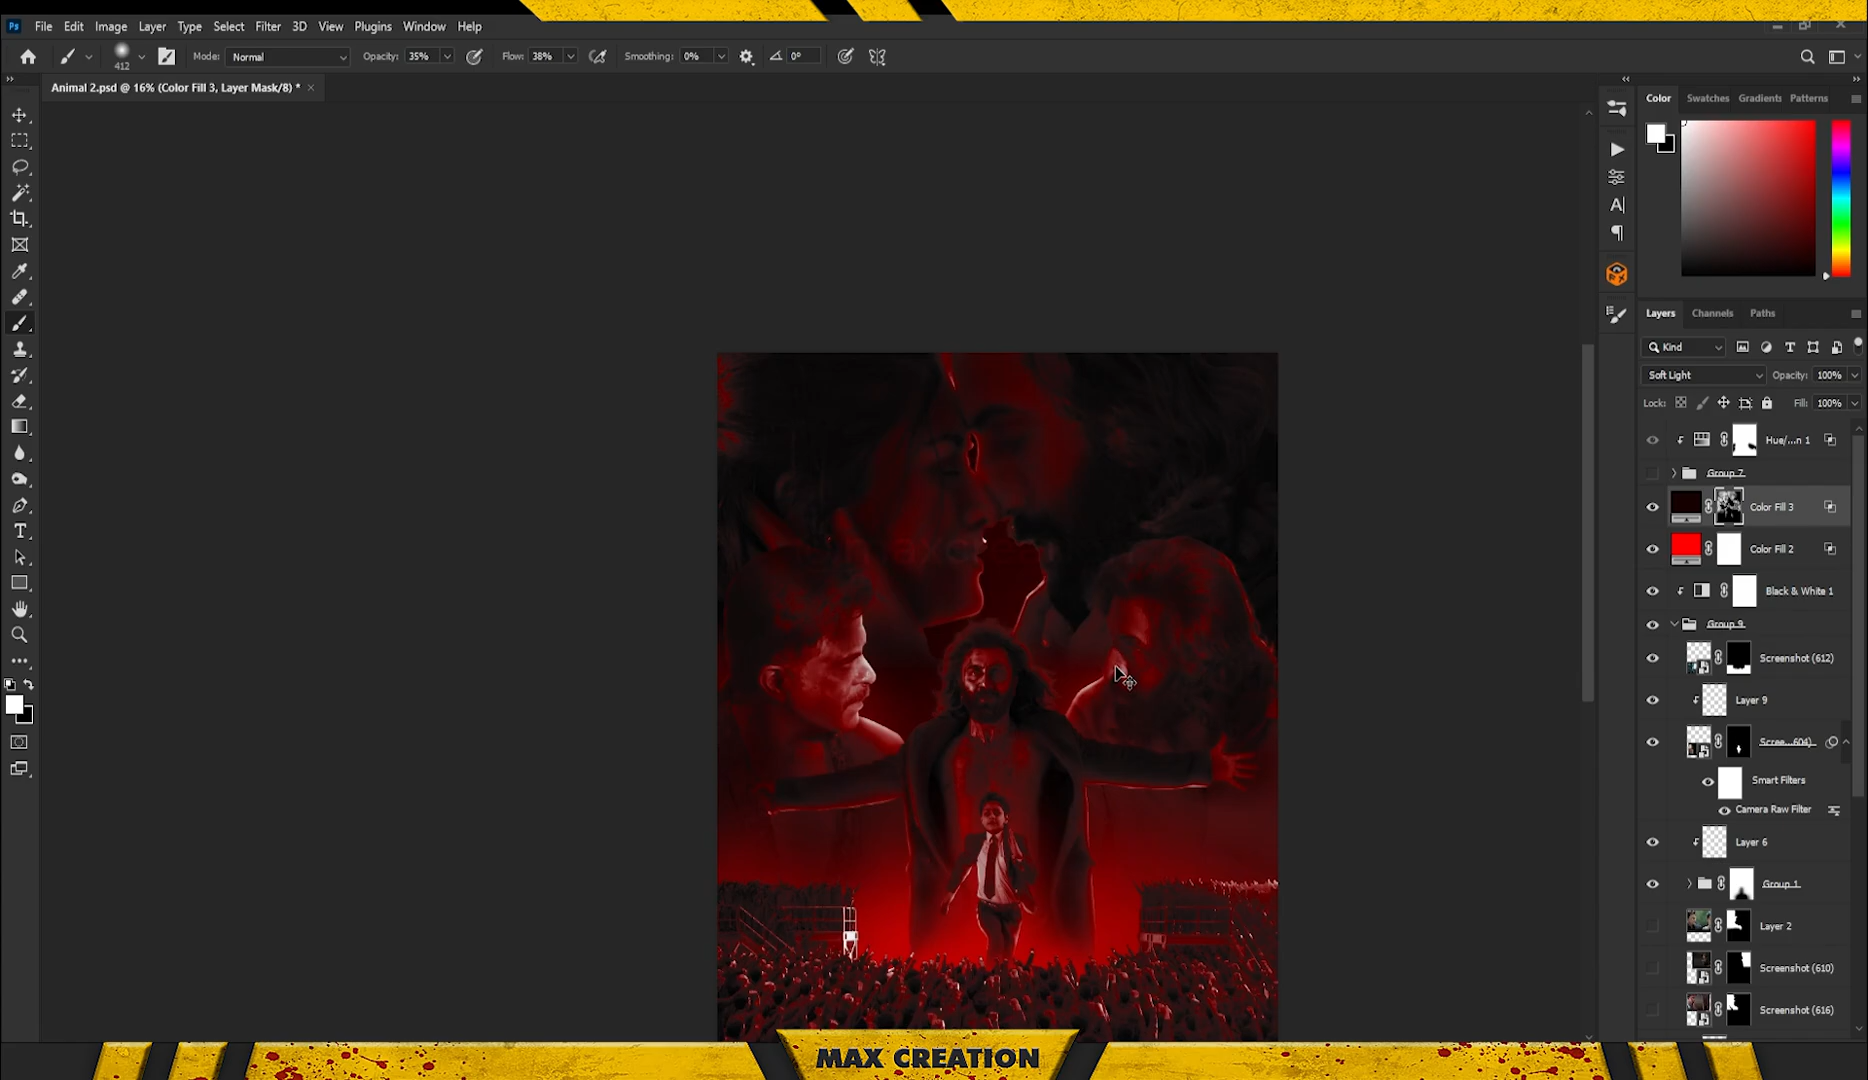 Ps File Edit Image Layer Type Select Filter 3D View Plugins Window Help
412 Mode: Normal Opacity: 35% Flow: 38% Smoothing: 0% 0°
Animal 2.psd @ 16% (Color Fill 3, Layer Mask/8) * ×
Color Swatches Gradients Patterns
Layers Channels Paths
Kind
Soft Light Opacity: 100%
Lock: Fill: 100%
Hue/...n 1
Group 7
Color Fill 3
Color Fill 2
Black & White 1
Group 9
Screenshot (612)
Layer 9
Scree...604)
Smart Filters
Camera Raw Filter
Layer 6
Group 1
Layer 2
Screenshot (610)
Screenshot (616)
MAX CREATION